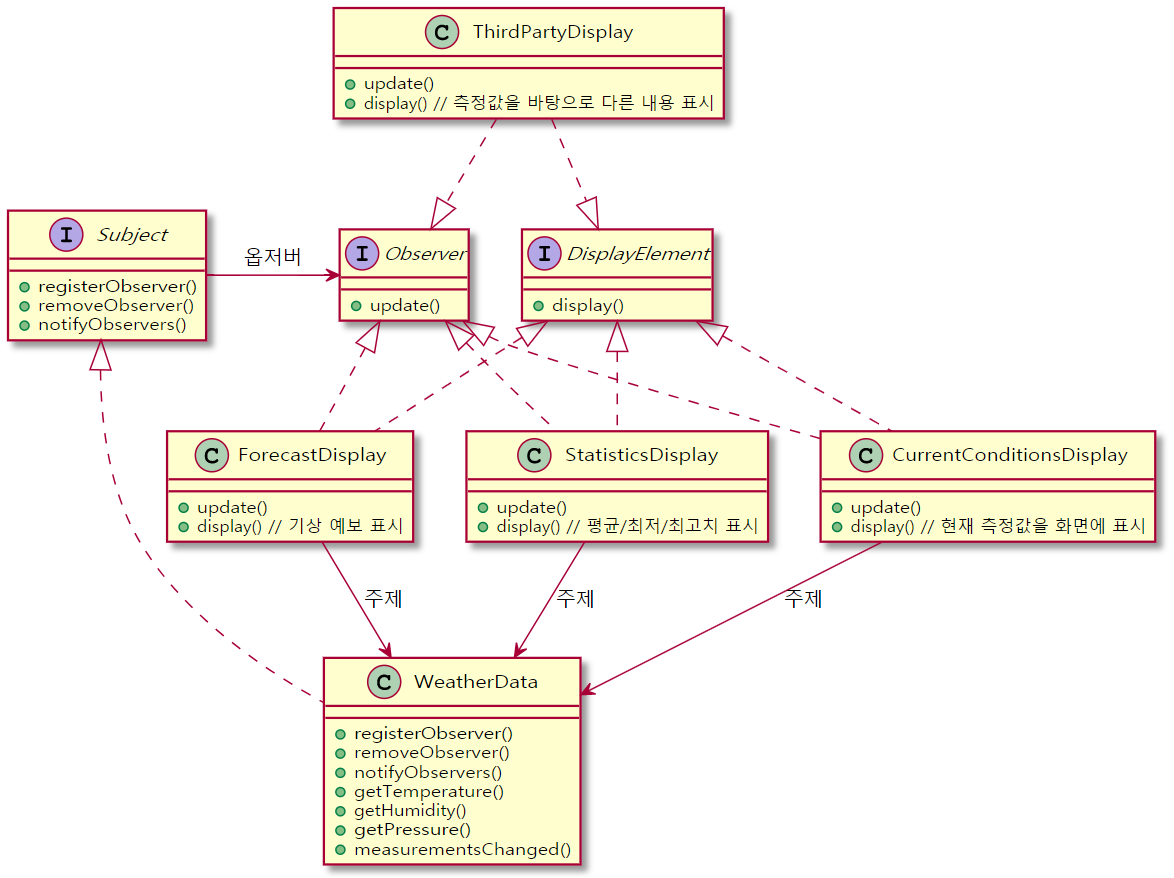 C ThirdPartyDisplay
update()
display() // 측정값을 바탕으로 다른 내용 표시
I Subject
registerObserver()
removeObserver()
notifyObservers()
옵저버
I Observer
update()
I DisplayElement
display()
C ForecastDisplay
update()
display() // 기상 예보 표시
C StatisticsDisplay
update()
display() // 평균/최저/최고치 표시
C CurrentConditionsDisplay
update()
display() // 현재 측정값을 화면에 표시
주제
주제
주제
C WeatherData
registerObserver()
removeObserver()
notifyObservers()
getTemperature()
getHumidity()
getPressure()
measurementsChanged()